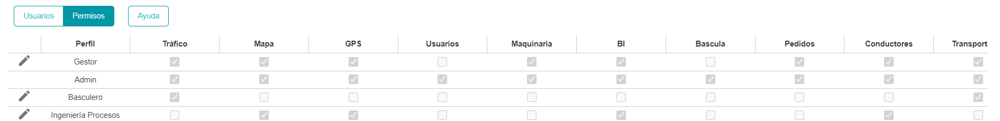 Usuarios Permisos Ayuda
Perfil Tráfico Mapa GPS Usuarios Maquinaria BI Bascula Pedidos Conductores Transport
Gestor
Admin
Basculero
Ingeniería Procesos